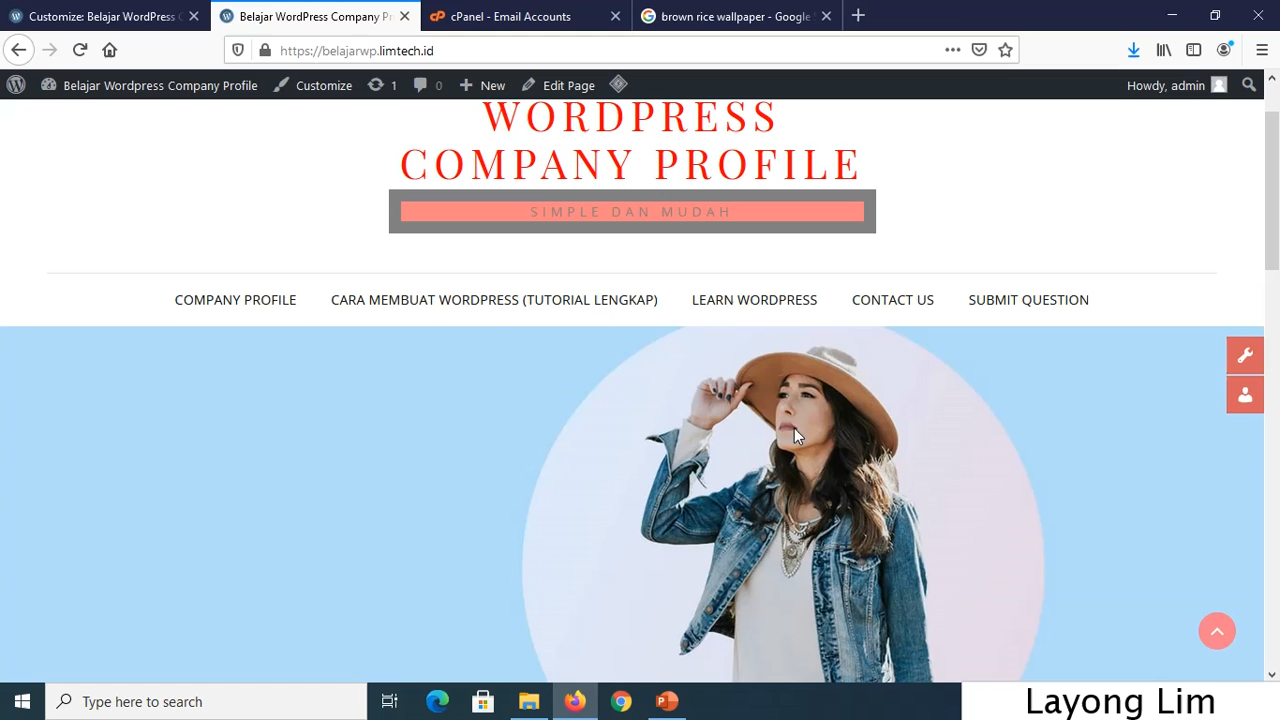 Customize: Belajar WordPress C
Belajar WordPress Company Pr
cPanel - Email Accounts
brown rice wallpaper - Google S
https://belajarwp.limtech.id
Belajar Wordpress Company Profile
Customize
1
0
New
Edit Page
Howdy, admin
WORDPRESS
COMPANY PROFILE
SIMPLE DAN MUDAH
COMPANY PROFILE
CARA MEMBUAT WORDPRESS (TUTORIAL LENGKAP)
LEARN WORDPRESS
CONTACT US
SUBMIT QUESTION
Type here to search
Layong Lim